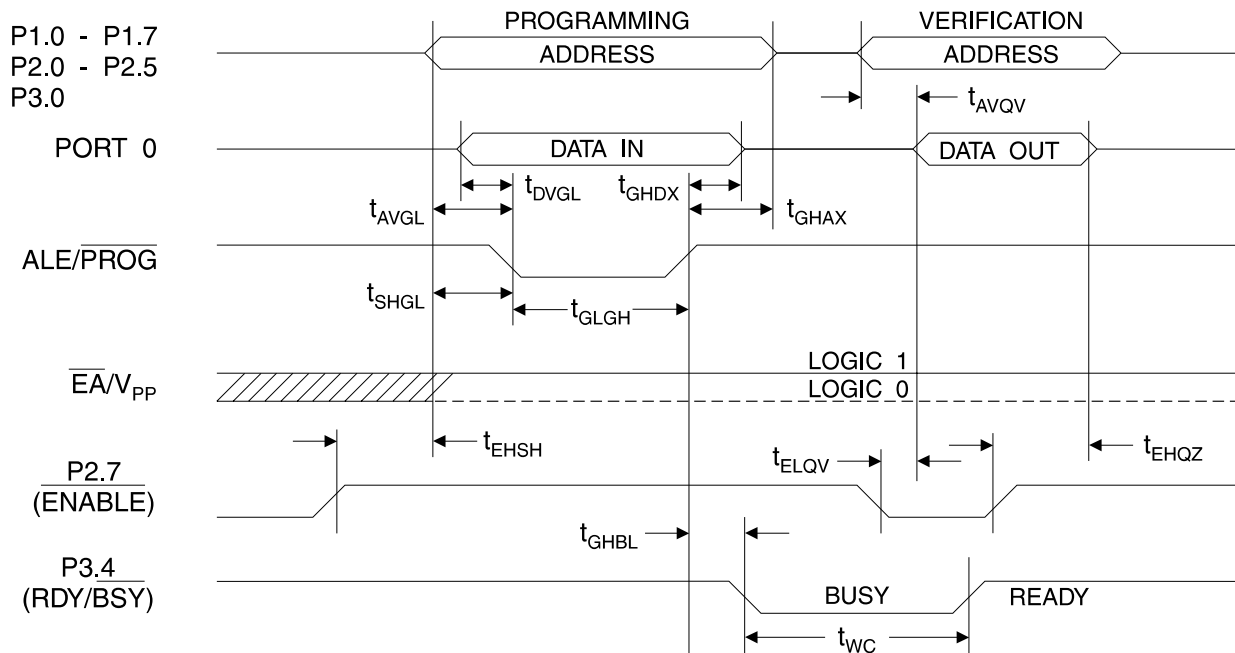 PROGRAMMING
VERIFICATION
P1.0 - P1.7
P2.0 - P2.5
P3.0
ADDRESS
ADDRESS
tAVQV
PORT 0
DATA IN
DATA OUT
tDVGL
tGHDX
tAVGL
tGHAX
ALE/PROG
tSHGL
tGLGH
LOGIC 1
EA/VPP
LOGIC 0
tEHSH
tELQV
tEHQZ
P2.7
(ENABLE)
tGHBL
P3.4
(RDY/BSY)
BUSY
READY
tWC